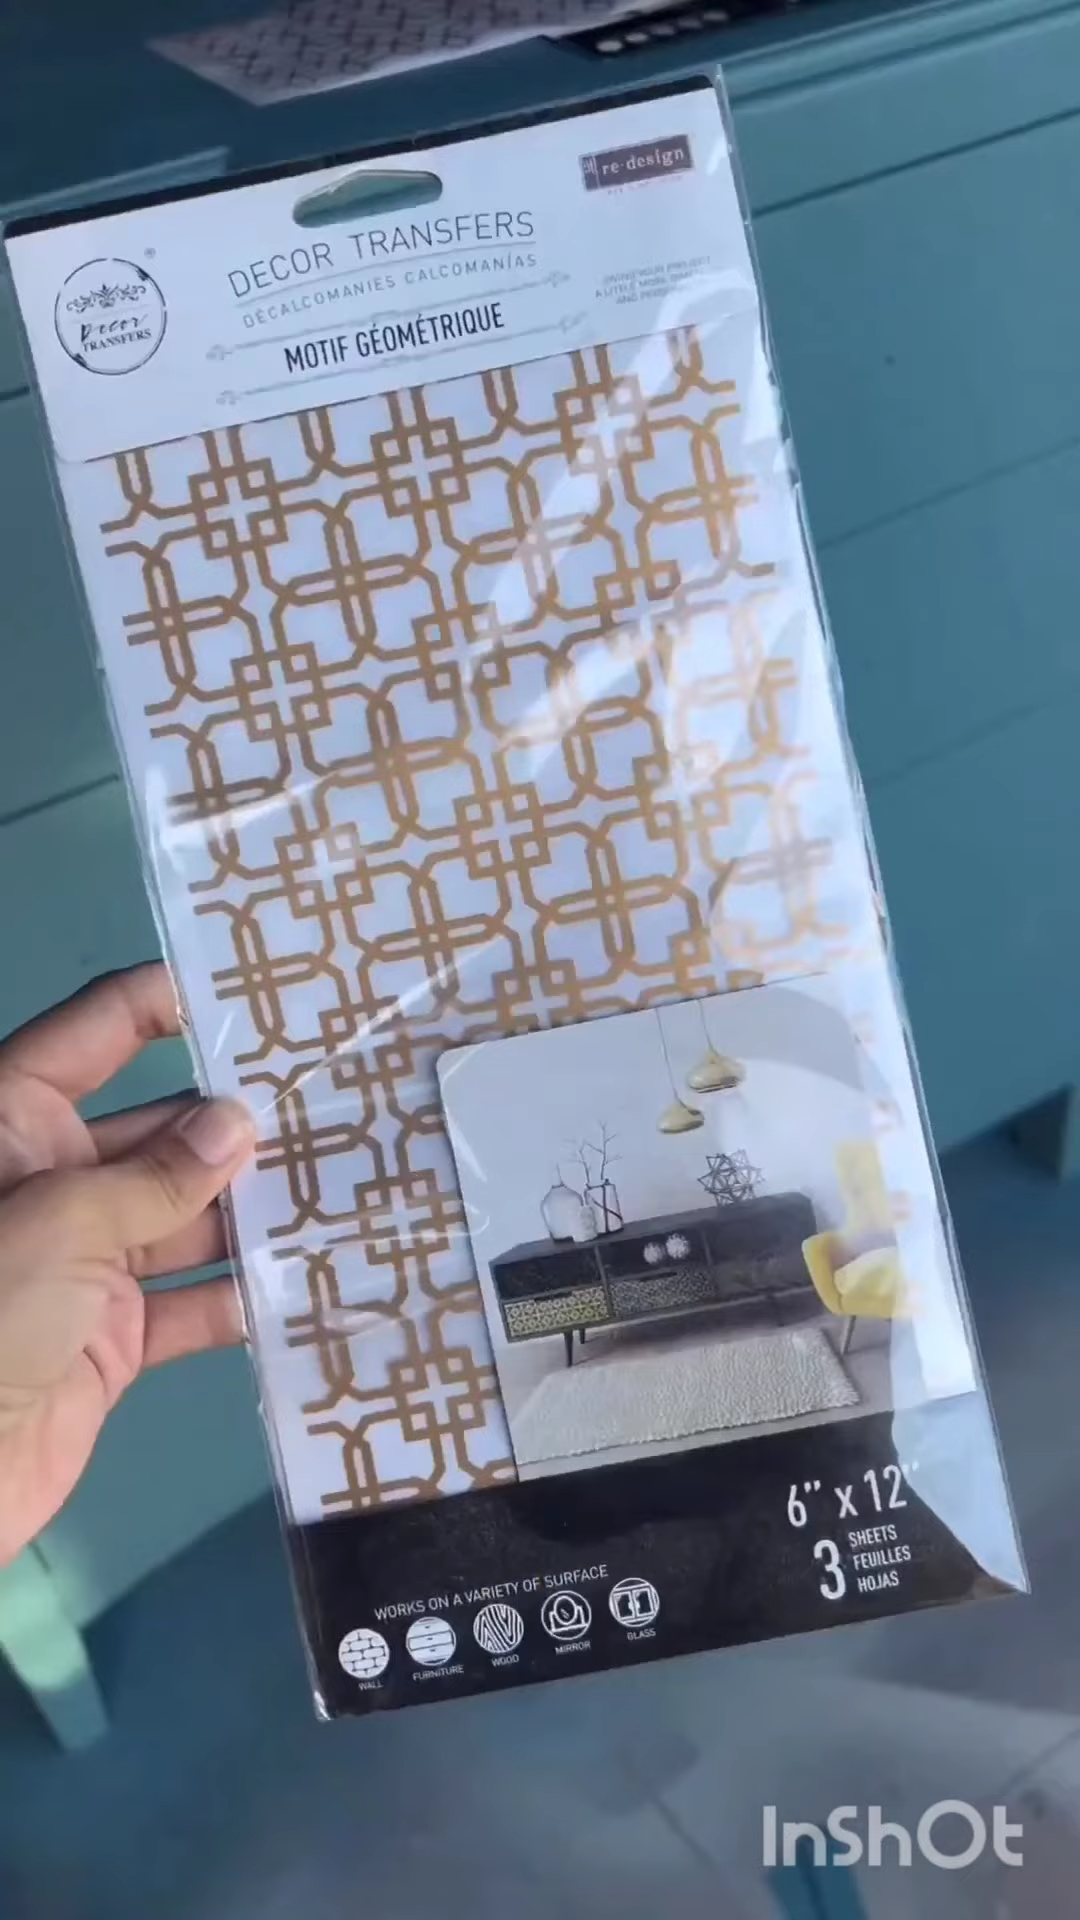 re·design
DECOR TRANSFERS
DÉCALCOMANIES CALCOMANÍAS
MOTIF GÉOMÉTRIQUE
Decor
TRANSFERS
®
6" x 12"
3 SHEETS
FEUILLES
HOJAS
WORKS ON A VARIETY OF SURFACE
WALL
FURNITURE
WOOD
MIRROR
GLASS
InShOt